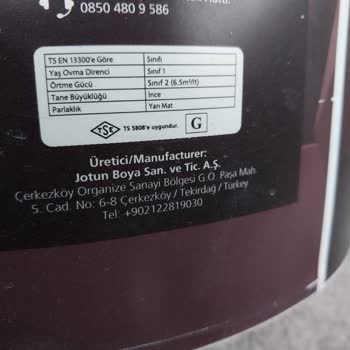 0850 480 9 586
TS EN 13300'e Göre Sınıfı
Yaş Ovma Direnci Sınıf 1
Örtme Gücü Sınıf 2 (6.5m²/lt)
Tane Büyüklüğü İnce
Parlaklık Yarı Mat
TSE TS 5808'e uygundur. G
Üretici/Manufacturer:
Jotun Boya San. ve Tic. A.Ş.
Çerkezköy Organize Sanayi Bölgesi G.O. Paşa Mah.
5. Cad. No: 6-8 Çerkezköy / Tekirdağ / Turkey
Tel: +902122819030